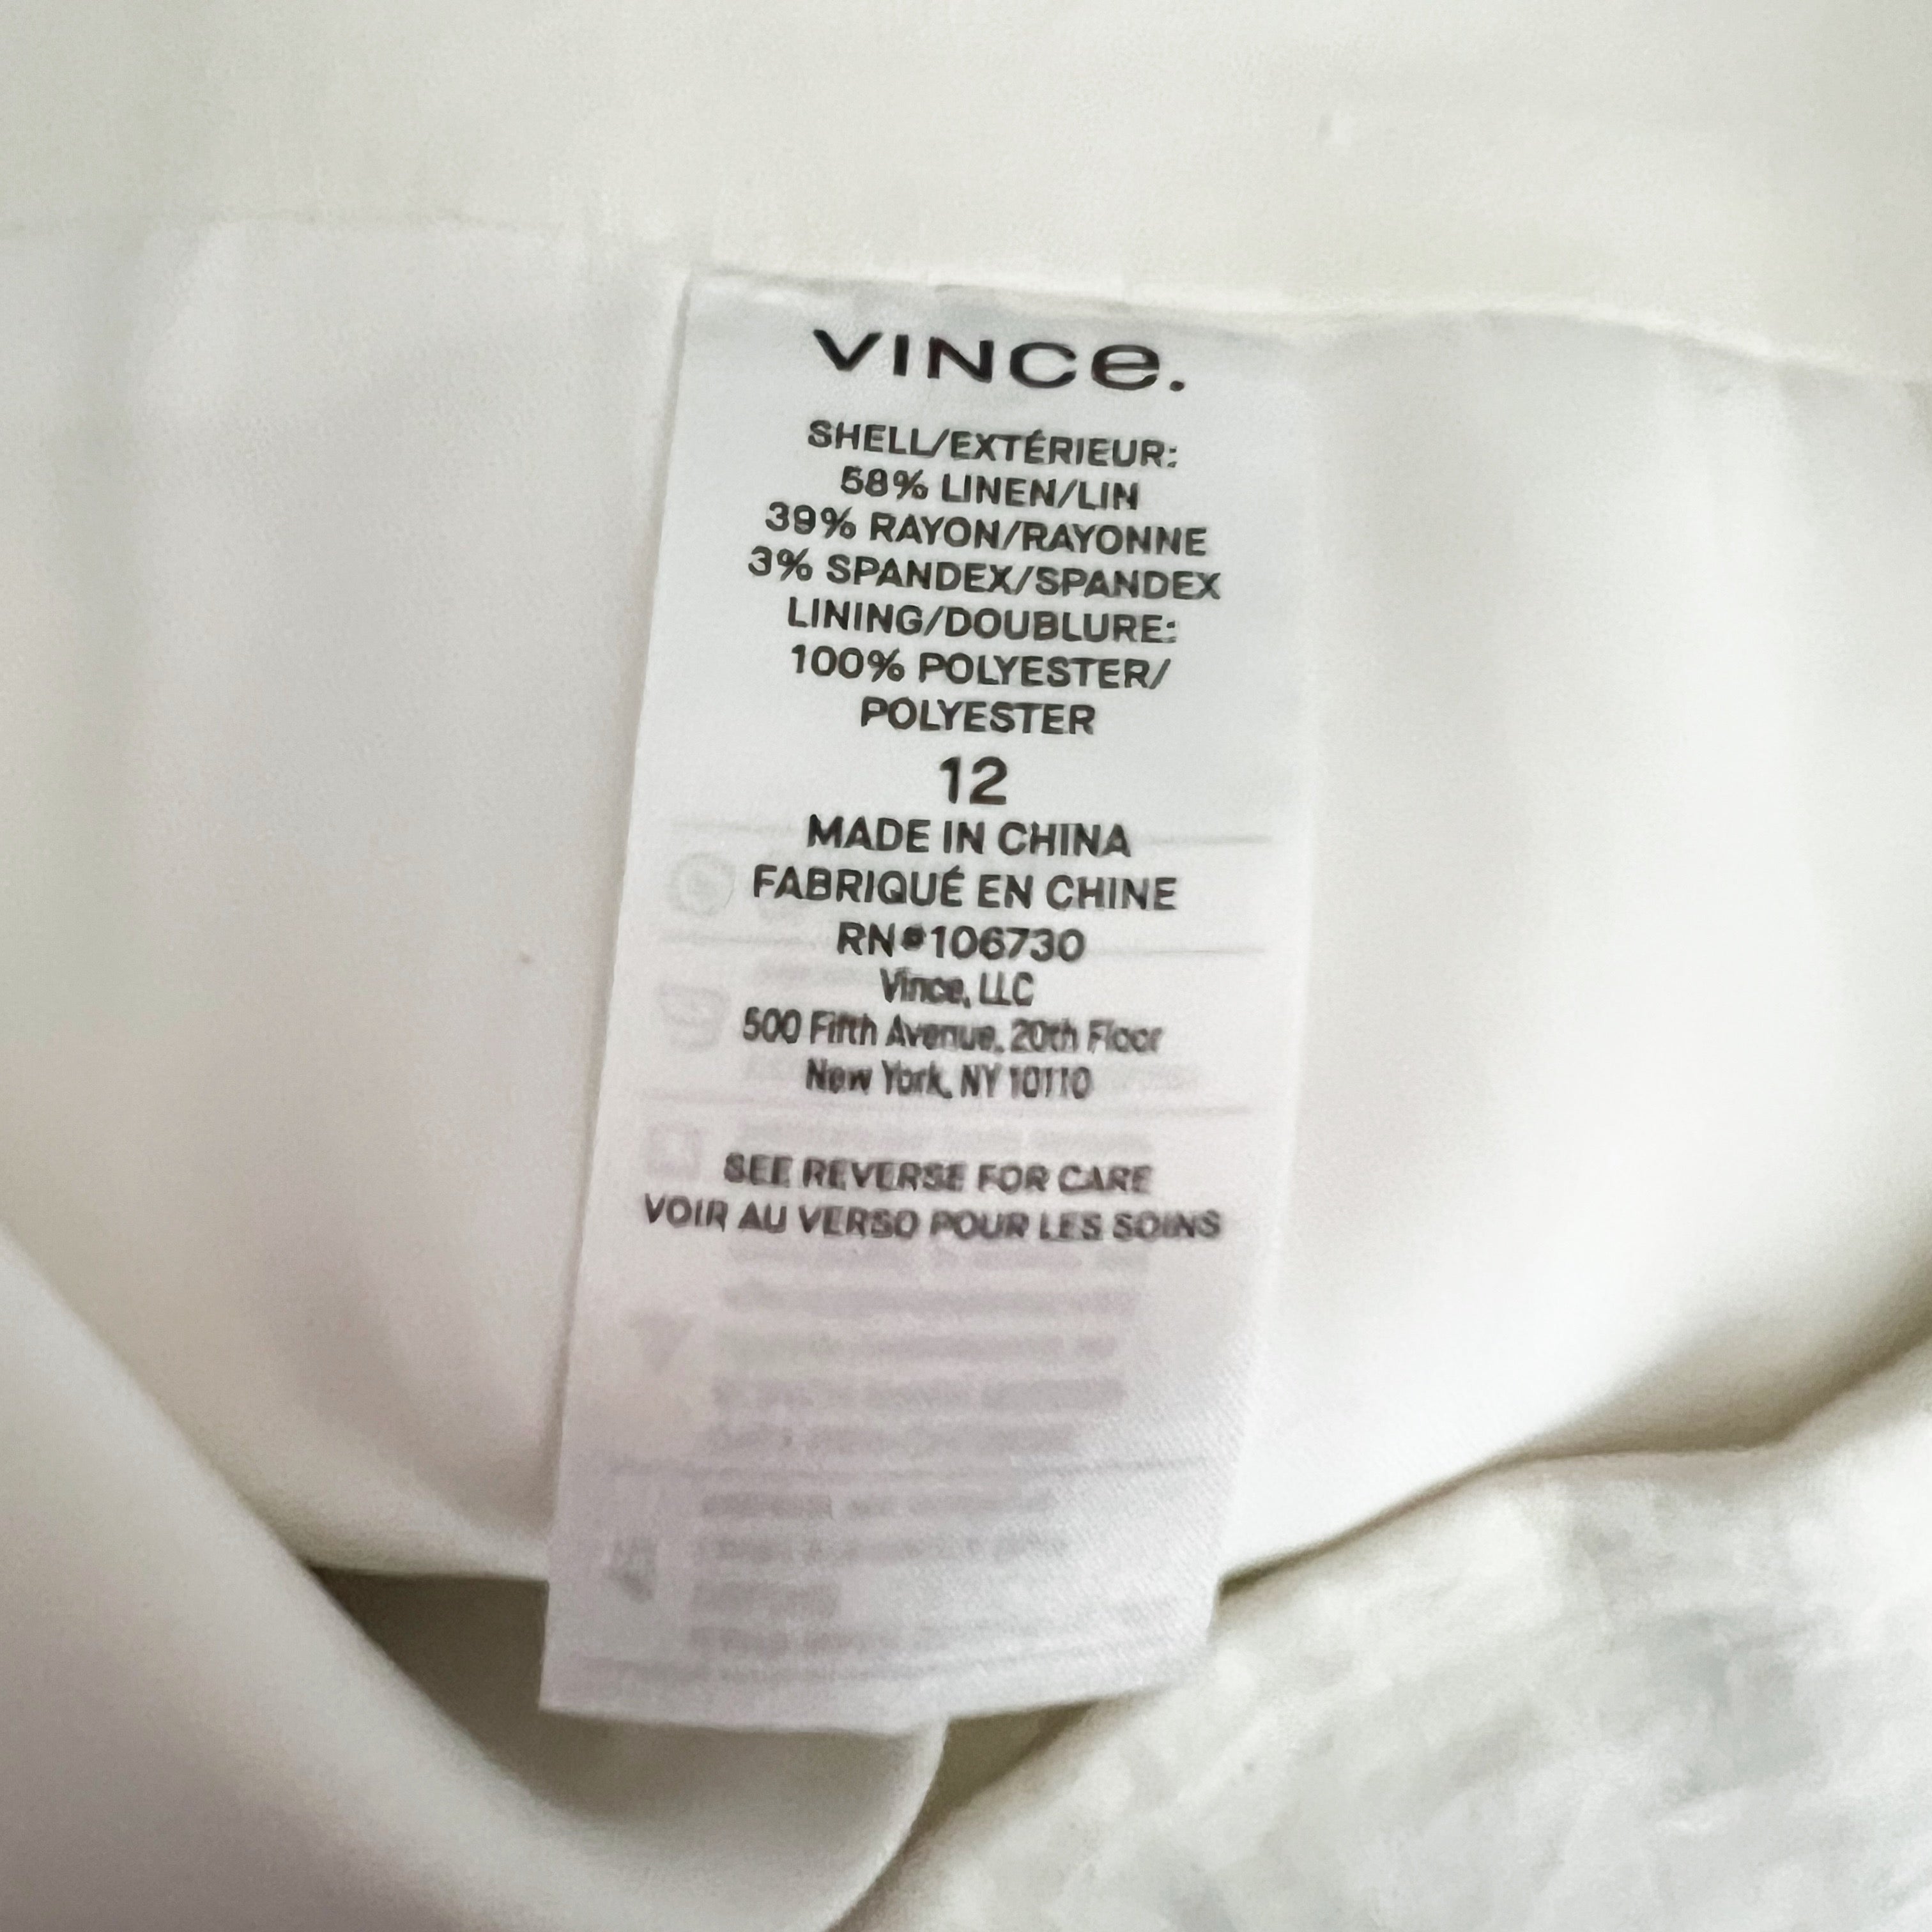 VINCe.
SHELL/EXTÉRIEUR:
58% LINEN/LIN
39% RAYON/RAYONNE
3% SPANDEX/SPANDEX
LINING/DOUBLURE:
100% POLYESTER/
POLYESTER
12
MADE IN CHINA
FABRIQUÉ EN CHINE
RN#106730
Vince, LLC
500 Fifth Avenue, 20th Floor
New York, NY 10110
SEE REVERSE FOR CARE
VOIR AU VERSO POUR LES SOINS